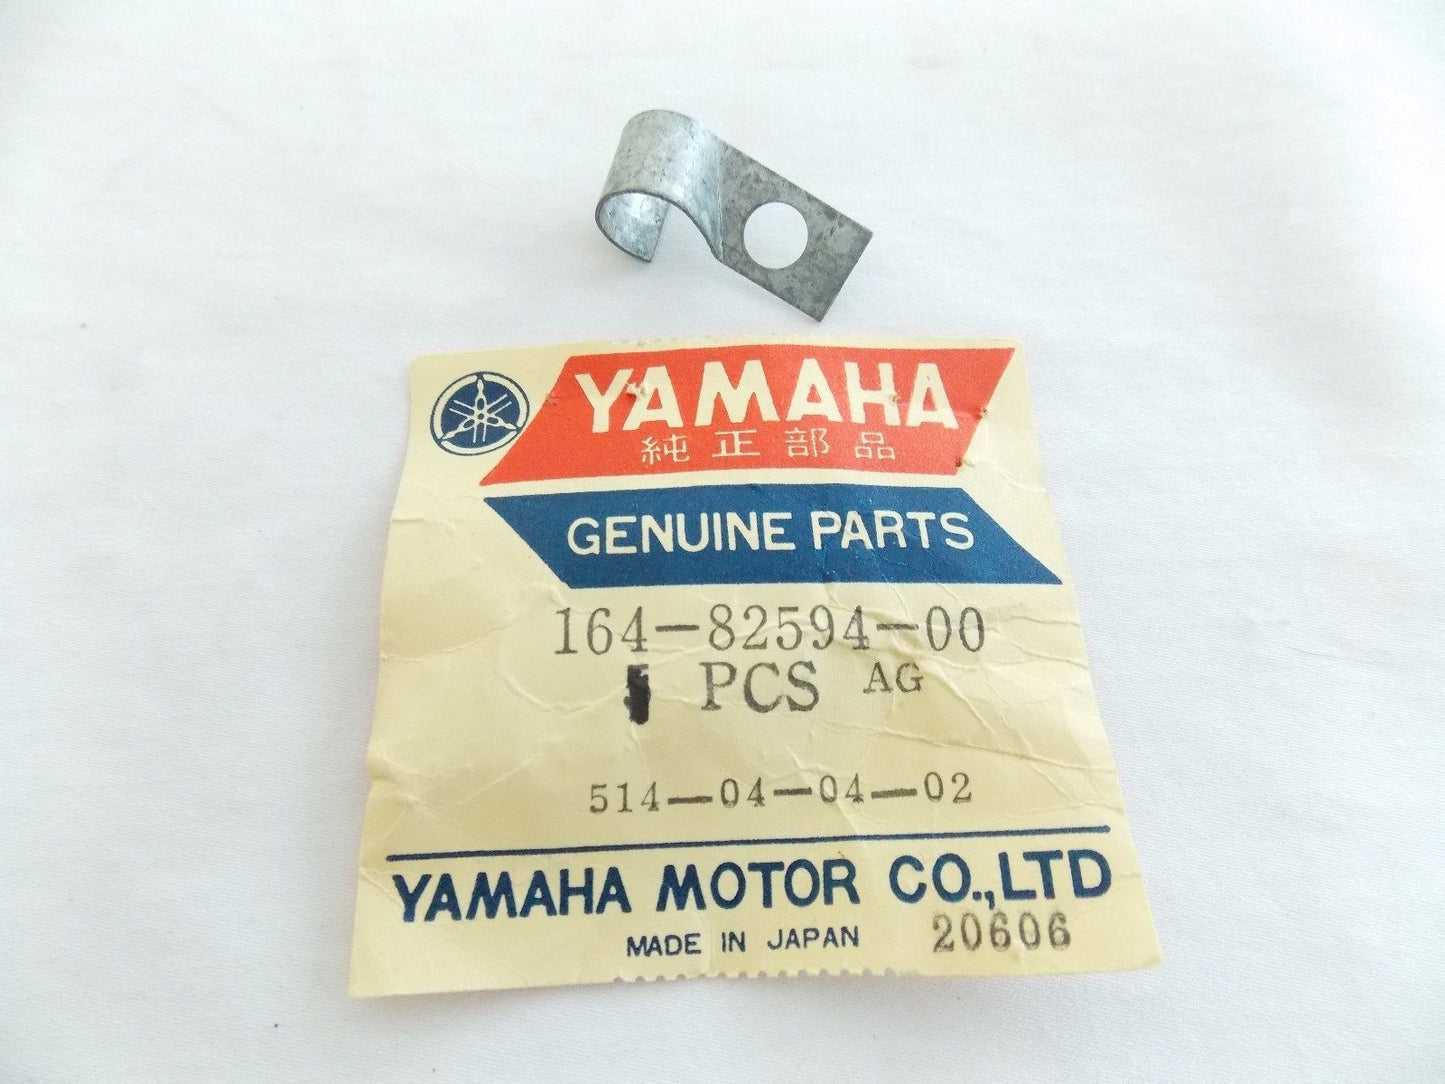 YAMAHA
純正部品
GENUINE PARTS
164-82594-00
1 PCS AG
514-04-04-02
YAMAHA MOTOR CO.,LTD
MADE IN JAPAN 20606